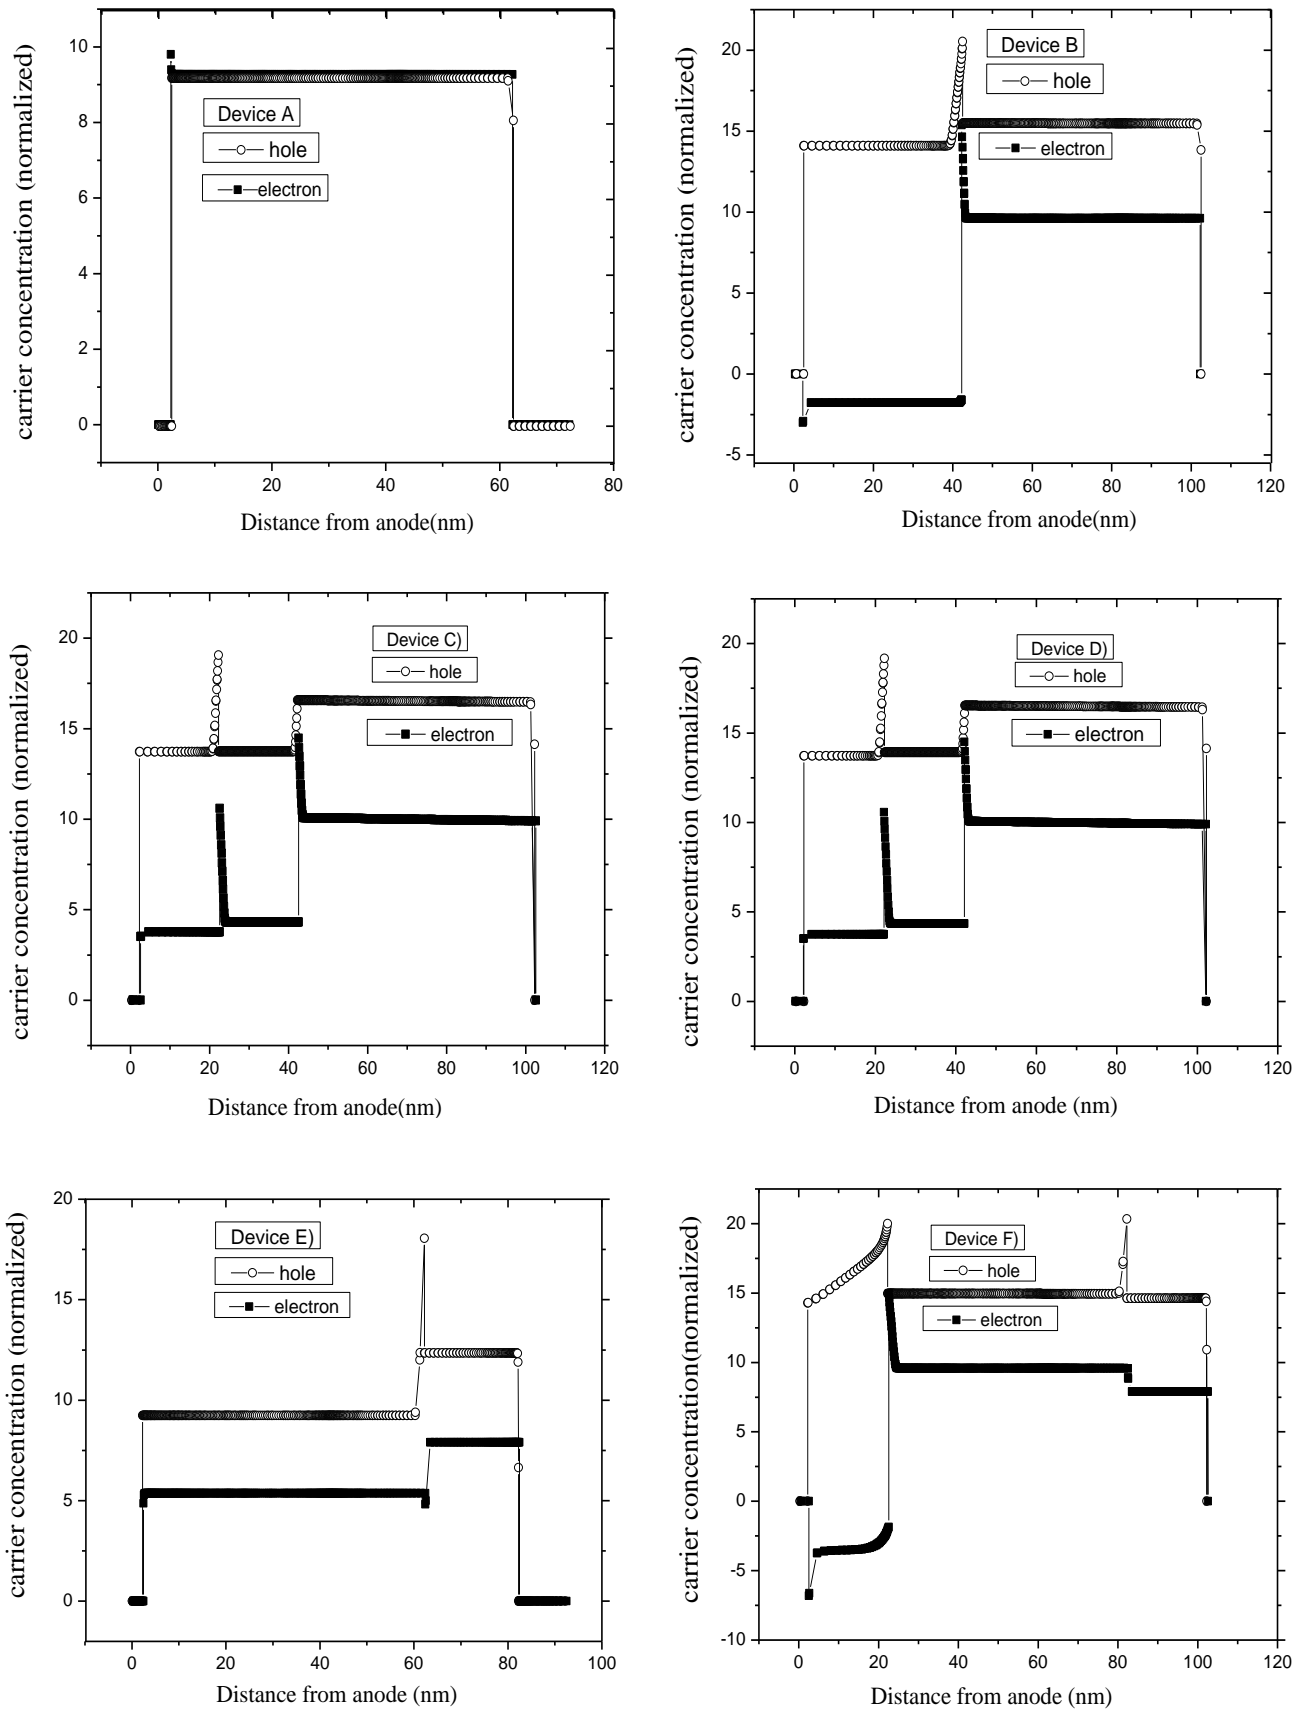 carrier concentration (normalized)
10
8
6
4
2
0
Device A
hole
electron
0
20
40
60
80
Distance from anode(nm)
carrier concentration (normalized)
20
15
10
5
0
-5
Device B
hole
electron
0
20
40
60
80
100
120
Distance from anode(nm)
carrier concentration (normalized)
20
15
10
5
0
Device C)
hole
electron
0
20
40
60
80
100
120
Distance from anode(nm)
carrier concentration (normalized)
20
15
10
5
0
Device D)
hole
electron
0
20
40
60
80
100
120
Distance from anode (nm)
carrier concentration (normalized)
20
15
10
5
0
Device E)
hole
electron
0
20
40
60
80
100
Distance from anode (nm)
carrier concentration(normalized)
20
15
10
5
0
-5
-10
Device F)
hole
electron
0
20
40
60
80
100
120
Distance from anode (nm)